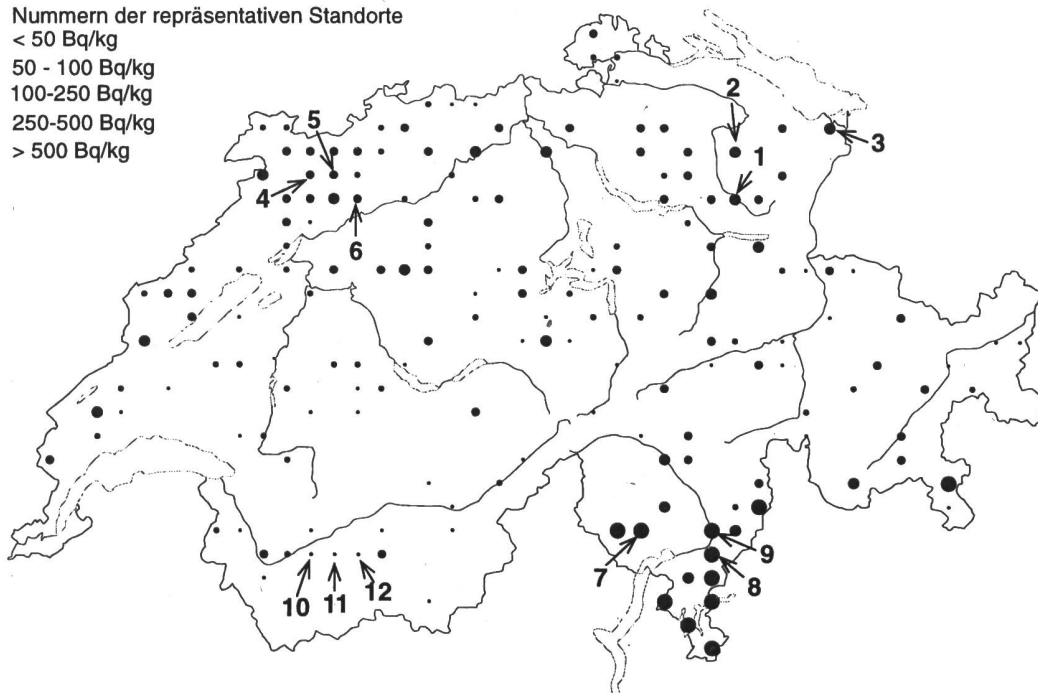 Nummern der repräsentativen Standorte
< 50 Bq/kg
50 - 100 Bq/kg
100-250 Bq/kg
250-500 Bq/kg
> 500 Bq/kg
2
5
3
1
4
6
9
7
8
10
11
12